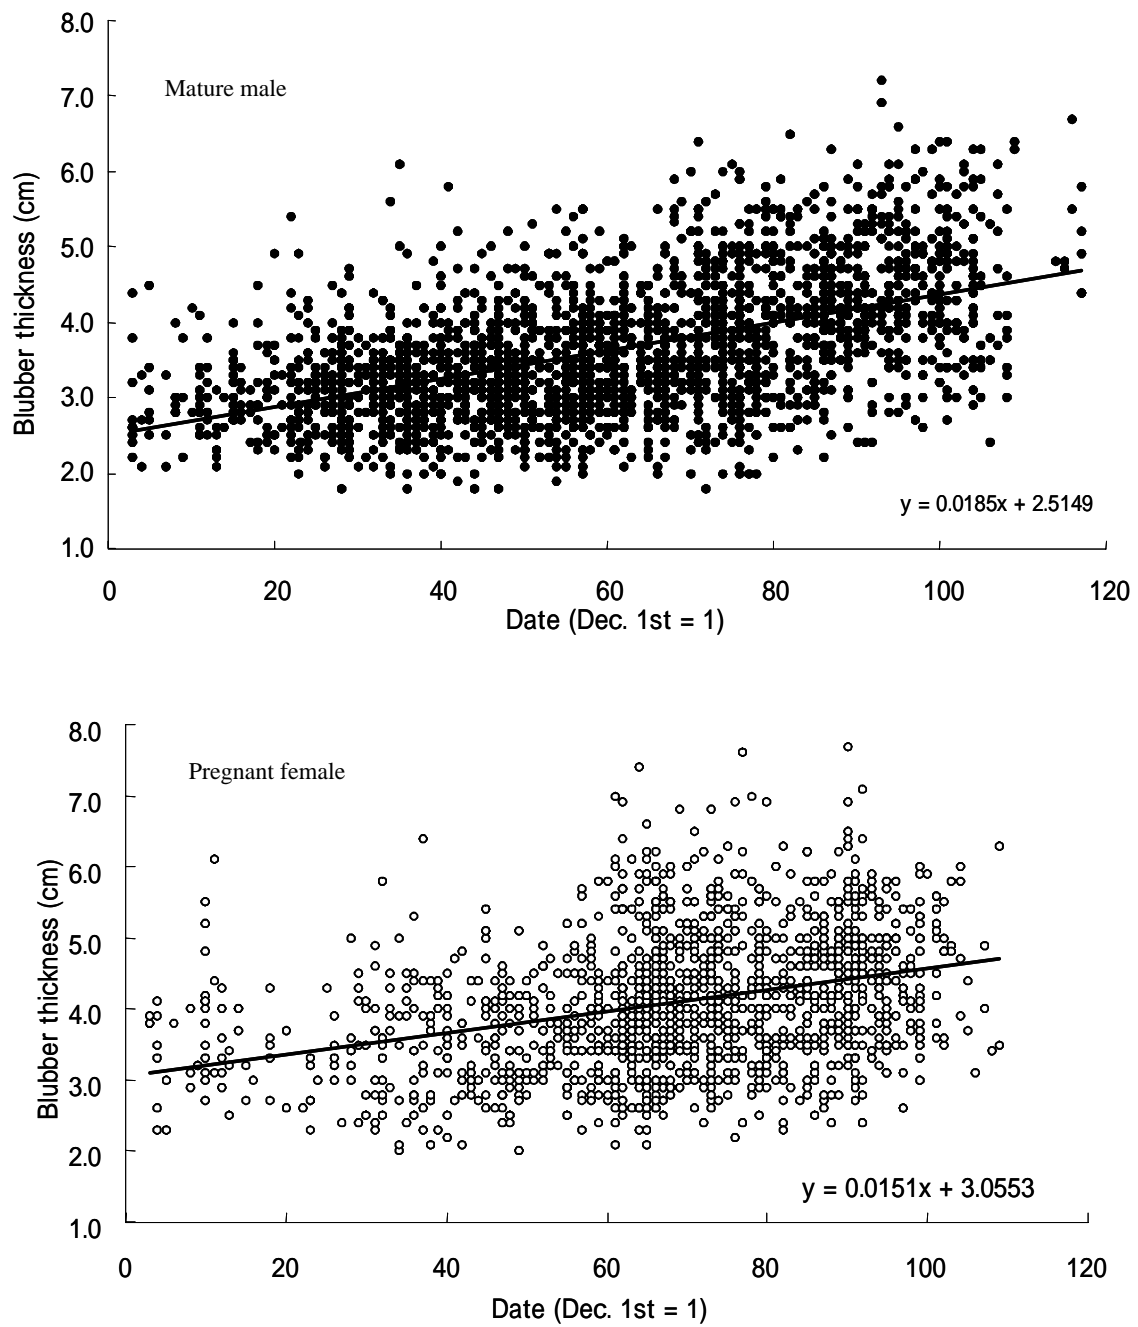 8.0
Mature male
7.0
6.0
5.0
4.0
3.0
2.0
1.0
Blubber thickness (cm)
y = 0.0185x + 2.5149
0 20 40 60 80 100 120
Date (Dec. 1st = 1)
8.0
Pregnant female
7.0
6.0
5.0
4.0
3.0
2.0
1.0
Blubber thickness (cm)
y = 0.0151x + 3.0553
0 20 40 60 80 100 120
Date (Dec. 1st = 1)